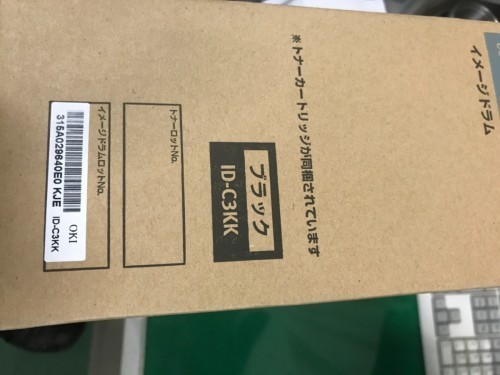 イメージドラム
※トナーカートリッジが同梱されています
ブラック
ID-C3KK
トナーロットNo.
イメージドラムロットNo.
OKI
315A029640E0 KJE ID-C3KK